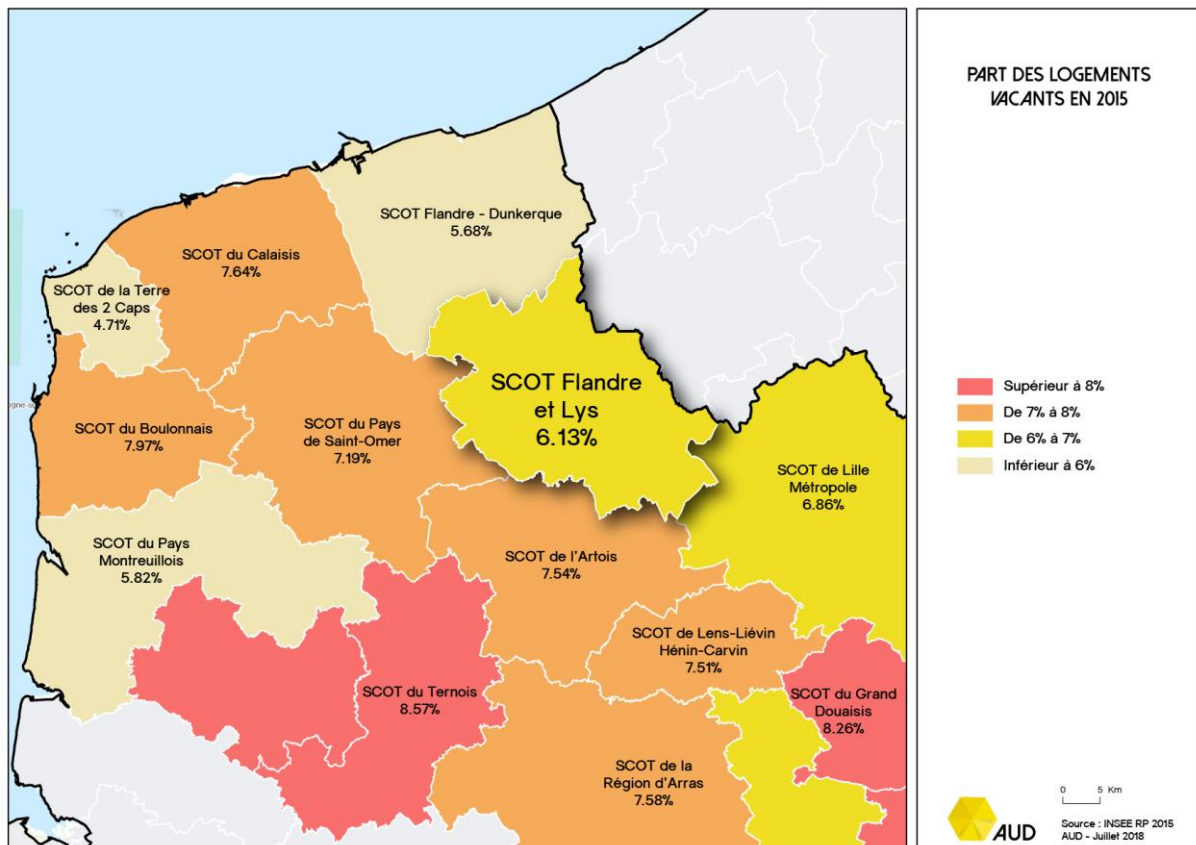 PART DES LOGEMENTS
VACANTS EN 2015
SCOT Flandre - Dunkerque
5.68%
SCOT du Calaisis
7.64%
SCOT de la Terre
des 2 Caps
4.71%
SCOT Flandre
et Lys
6.13%
SCOT du Boulonnais
7.97%
SCOT du Pays
de Saint-Omer
7.19%
SCOT de Lille
Métropole
6.86%
SCOT du Pays
Montreuillois
5.82%
SCOT de l'Artois
7.54%
SCOT de Lens-Liévin
Hénin-Carvin
7.51%
SCOT du Ternois
8.57%
SCOT du Grand
Douaisis
8.26%
SCOT de la
Région d'Arras
7.58%
Supérieur à 8%
De 7% à 8%
De 6% à 7%
Inférieur à 6%
0 5 Km
AUD
Source : INSEE RP 2015
AUD - Juillet 2018